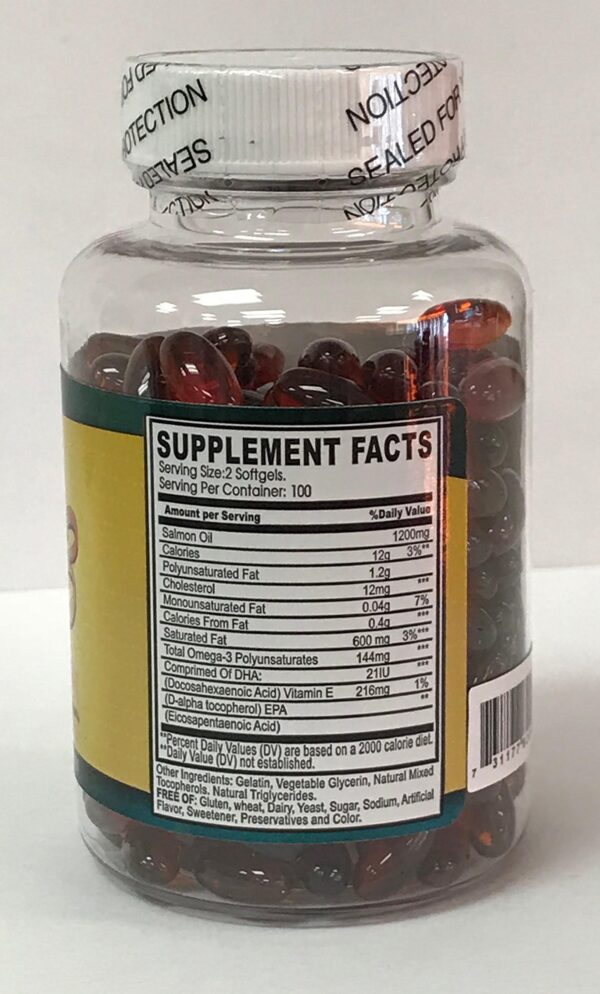 SEALED FOR
PROTECTION
SEALED
PROTECTION
SEALED FOR
PROTECTION
SUPPLEMENT FACTS
Serving Size:2 Softgels.
Serving Per Container: 100
Amount per Serving %Daily Value
Salmon Oil 1200mg
Calories 12g 3%**
Polyunsaturated Fat 1.2g
Cholesterol 12mg ***
Monounsaturated Fat 0.04g 7%
Calories From Fat 0.4g ***
Saturated Fat 600 mg 3%***
Total Omega-3 Polyunsaturates 144mg ***
Comprimed Of DHA: 21IU ***
(Docosahexaenoic Acid) Vitamin E 216mg 1%
(D-alpha tocopherol) EPA **
(Eicosapentaenoic Acid)
**Percent Daily Values (DV) are based on a 2000 calorie diet.
**Daily Value (DV) not established.
Other Ingredients: Gelatin, Vegetable Glycerin, Natural Mixed
Tocopherols. Natural Triglycerides.
FREE OF: Gluten, wheat, Dairy, Yeast, Sugar, Sodium, Artificial
Flavor, Sweetener, Preservatives and Color.
7 31177